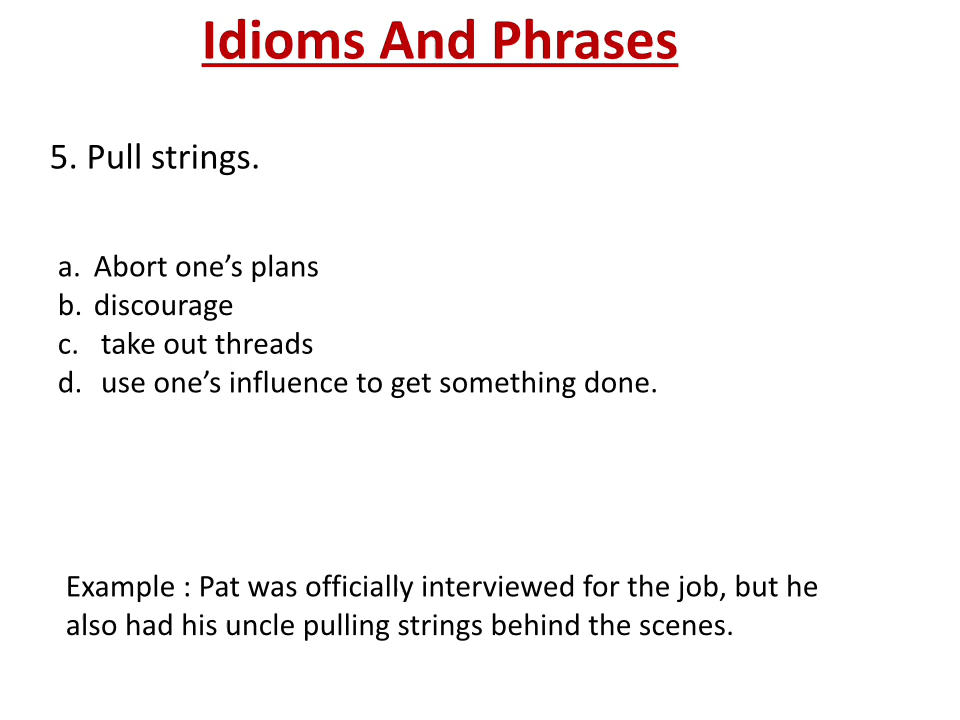 Idioms And Phrases
5. Pull strings.
a. Abort one’s plans
b. discourage
c. take out threads
d. use one’s influence to get something done.
Example : Pat was officially interviewed for the job, but he
also had his uncle pulling strings behind the scenes.